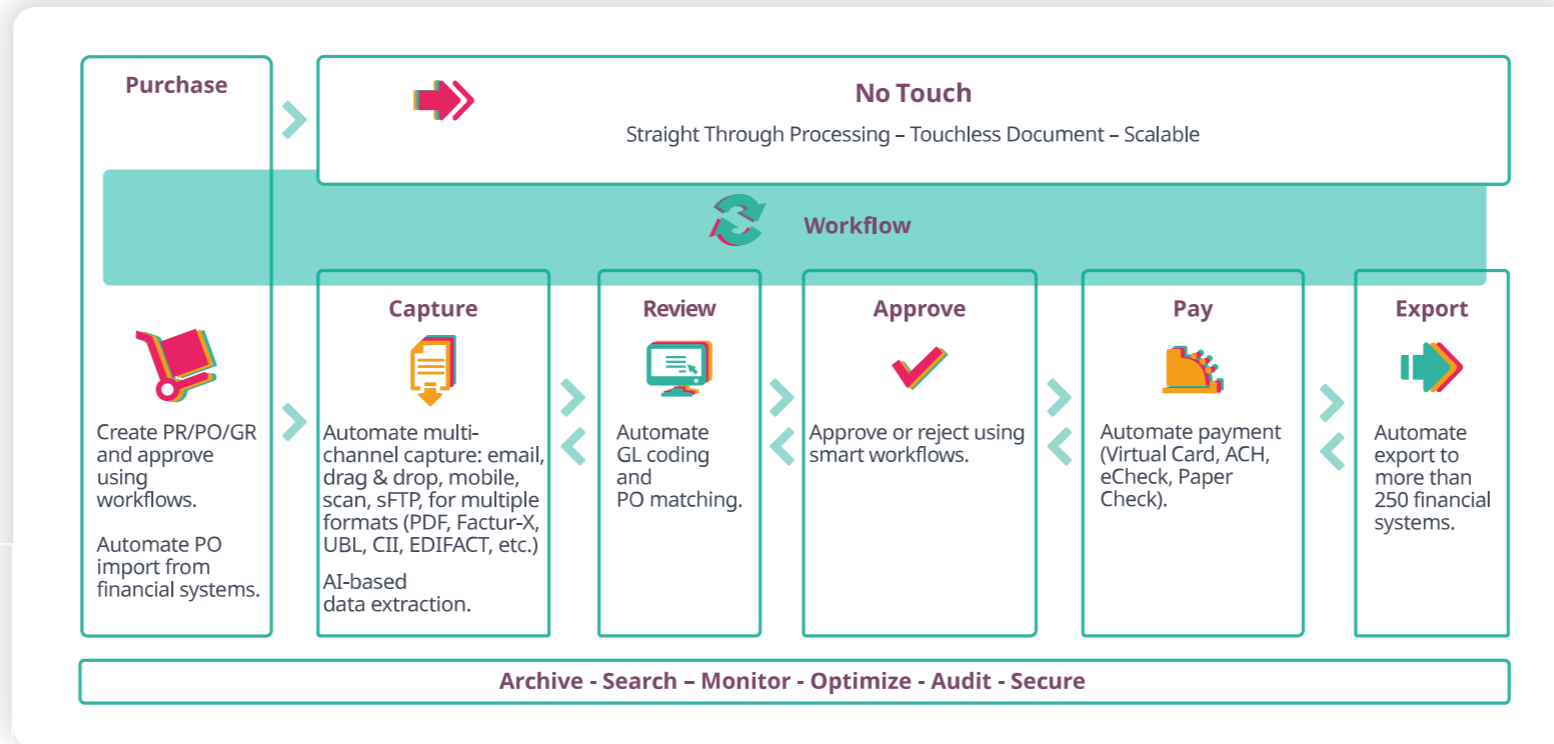 Purchase
No Touch
Straight Through Processing – Touchless Document – Scalable
Workflow
Create PR/PO/GR
and approve
using
workflows.
Automate PO
import from
financial systems.
Capture
Automate multi-
channel capture: email,
drag & drop, mobile,
scan, sFTP, for multiple
formats (PDF, Factur-X,
UBL, CII, EDIFACT, etc.)
AI-based
data extraction.
Review
Automate
GL coding
and
PO matching.
Approve
Approve or reject using
smart workflows.
Pay
Automate payment
(Virtual Card, ACH,
eCheck, Paper
Check).
Export
Automate
export to
more than
250 financial
systems.
Archive - Search – Monitor - Optimize - Audit - Secure